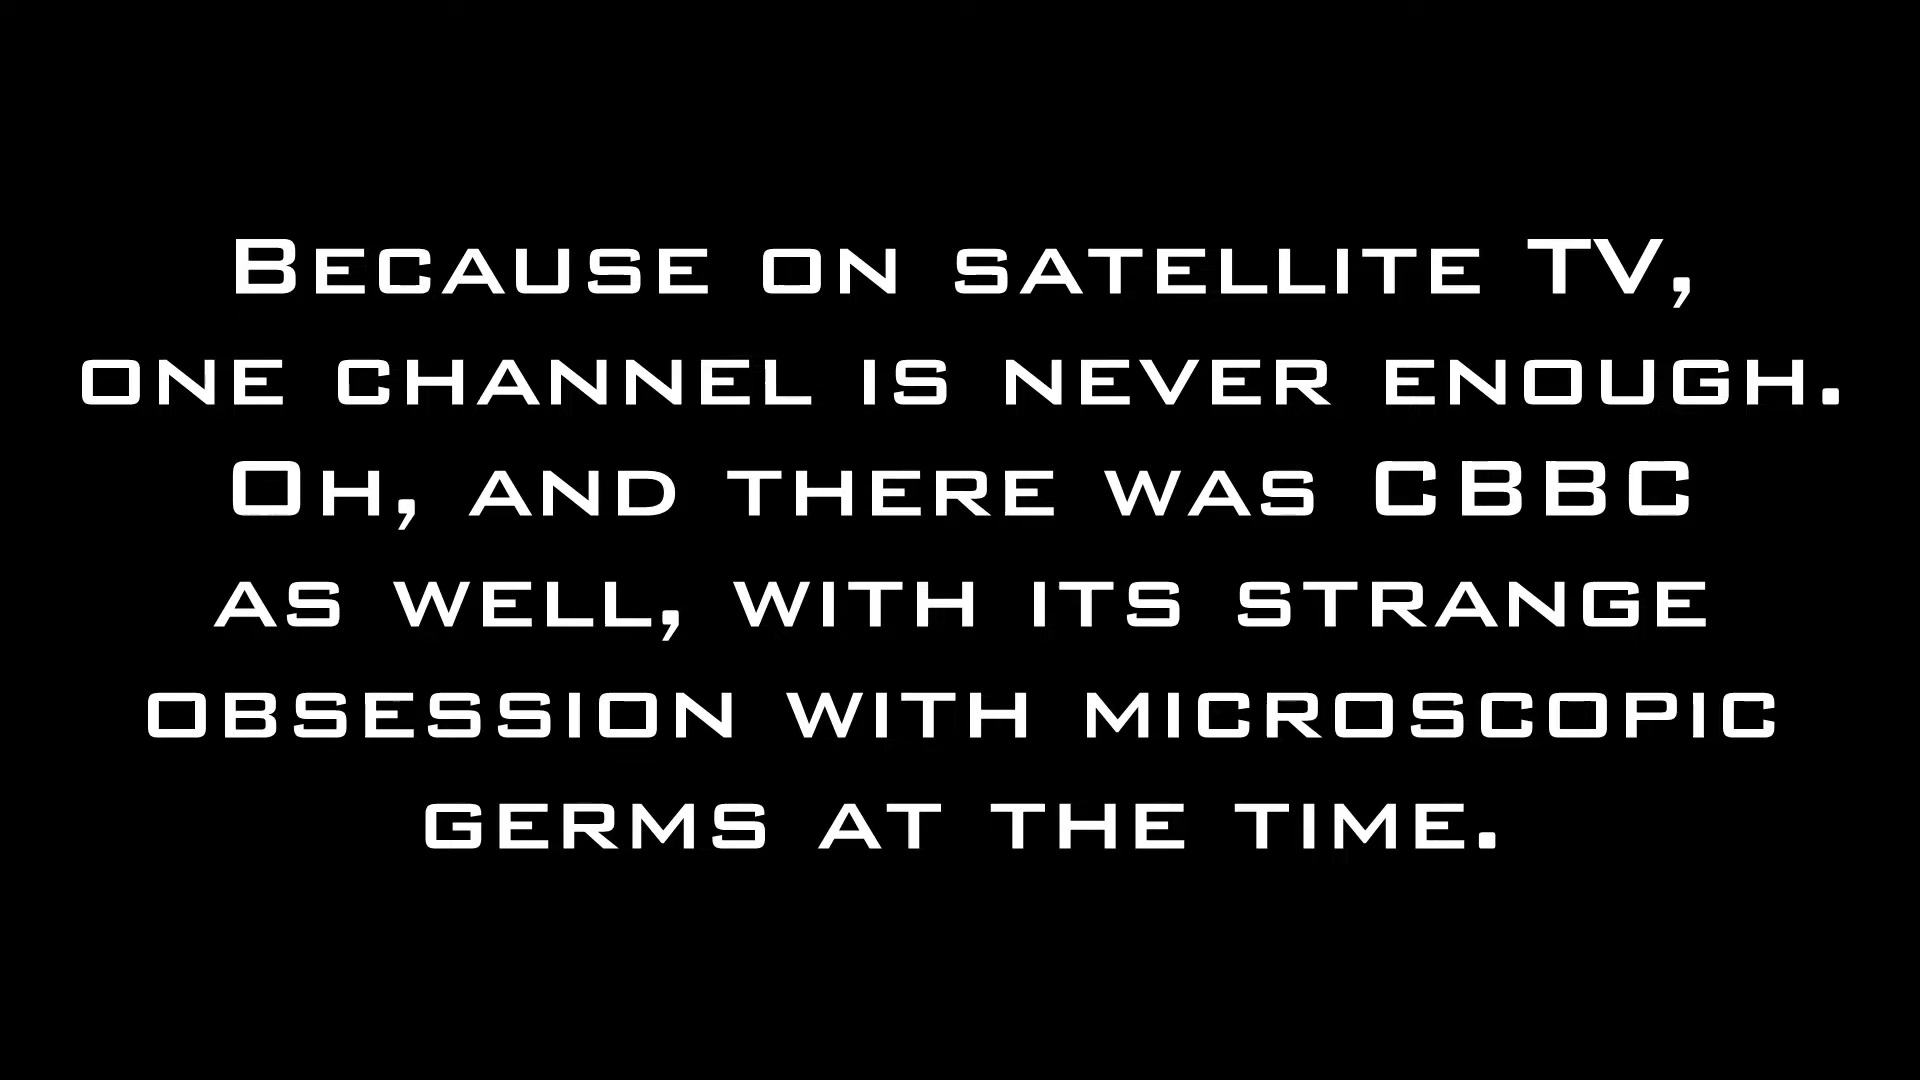 Because on satellite TV,
one channel is never enough.
Oh, and there was CBBC
as well, with its strange
obsession with microscopic
germs at the time.